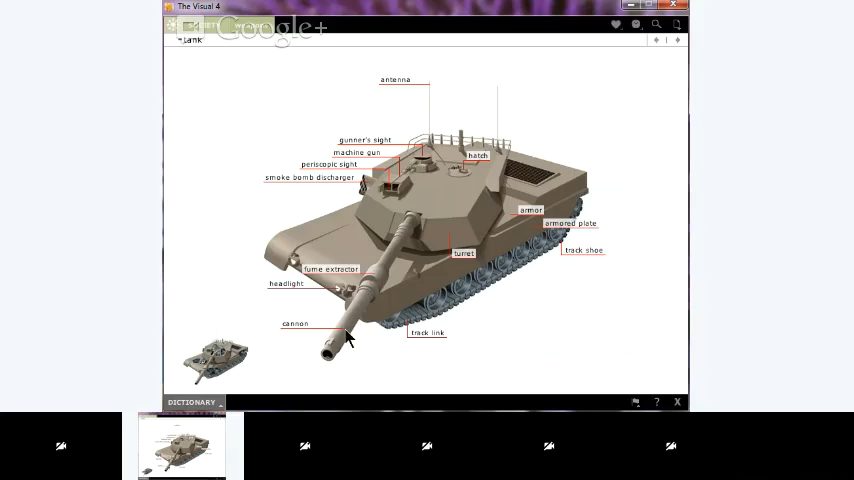 The Visual 4
SOCIETY
Google+
Tank
antenna
gunner's sight
machine gun
hatch
periscopic sight
smoke bomb discharger
armor
armored plate
track shoe
turret
fume extractor
headlight
cannon
track link
DICTIONARY
? X